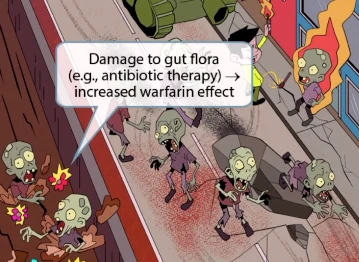 Damage to gut flora
(e.g., antibiotic therapy) →
increased warfarin effect